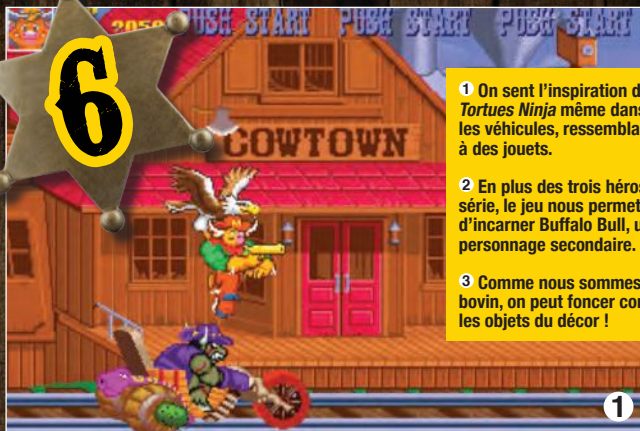 2050 PUSH START PUSH START PUSH START
6
COWTOWN
1 On sent l'inspiration d
Tortues Ninja même dans
les véhicules, ressembla
à des jouets.
2 En plus des trois héros
série, le jeu nous permet
d'incarner Buffalo Bull, u
personnage secondaire.
3 Comme nous sommes
bovin, on peut foncer con
les objets du décor !
1